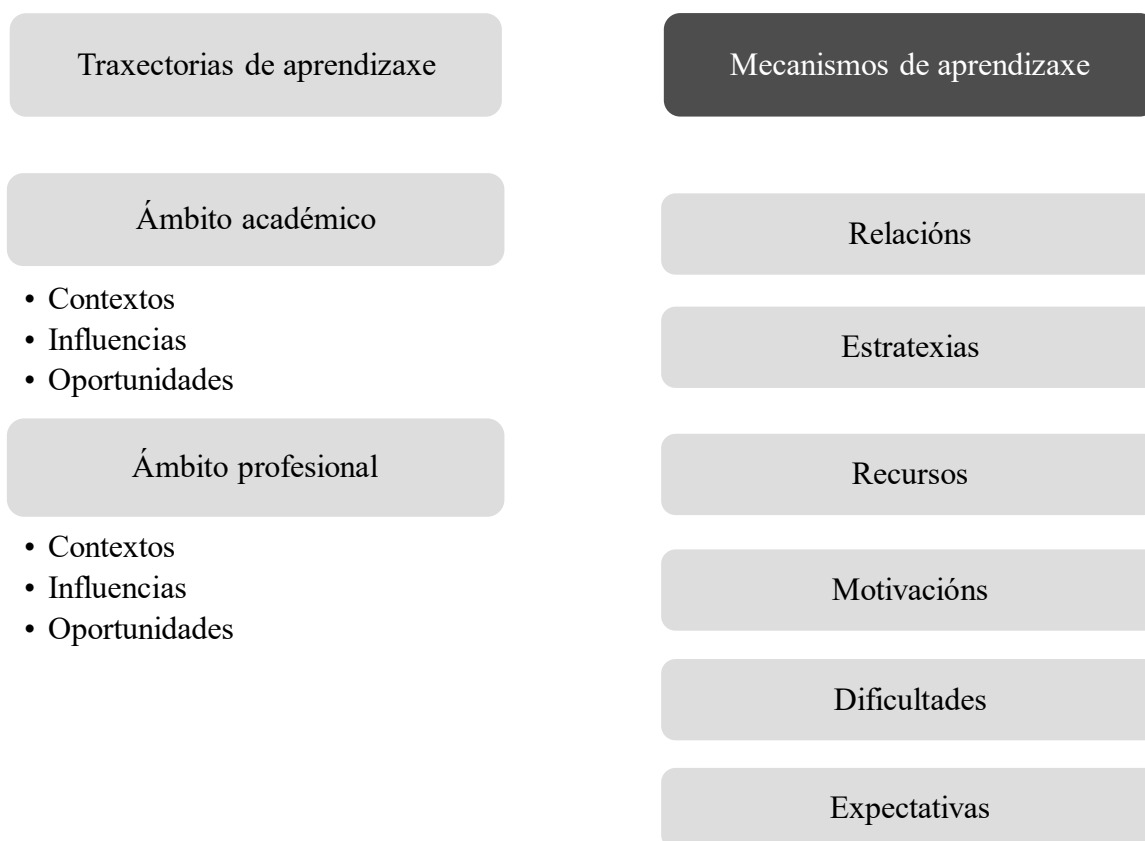 Traxectorias de aprendizaxe
Ámbito académico
• Contextos
• Influencias
• Oportunidades
Ámbito profesional
• Contextos
• Influencias
• Oportunidades
Mecanismos de aprendizaxe
Relacións
Estratexias
Recursos
Motivacións
Dificultades
Expectativas